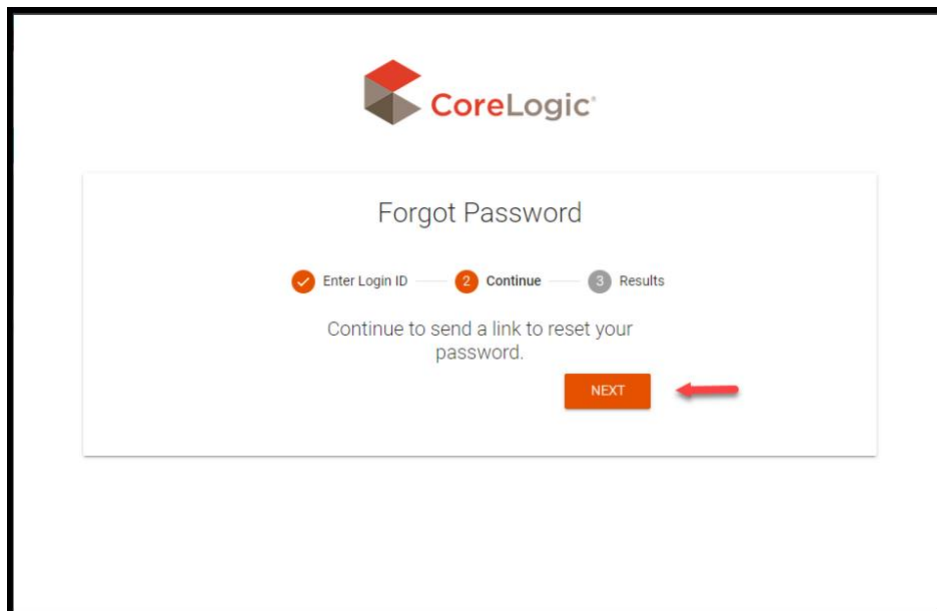 CoreLogic®
Forgot Password
Enter Login ID 2 Continue 3 Results
Continue to send a link to reset your
password.
NEXT